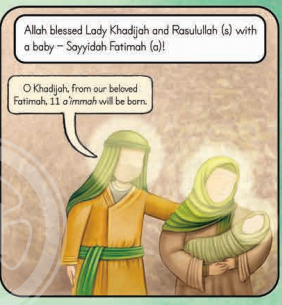 Allah blessed Lady Khadijah and Rasulullah (s) with
a baby – Sayyidah Fatimah (a)!
O Khadijah, from our beloved
Fatimah, 11 a'immah will be born.